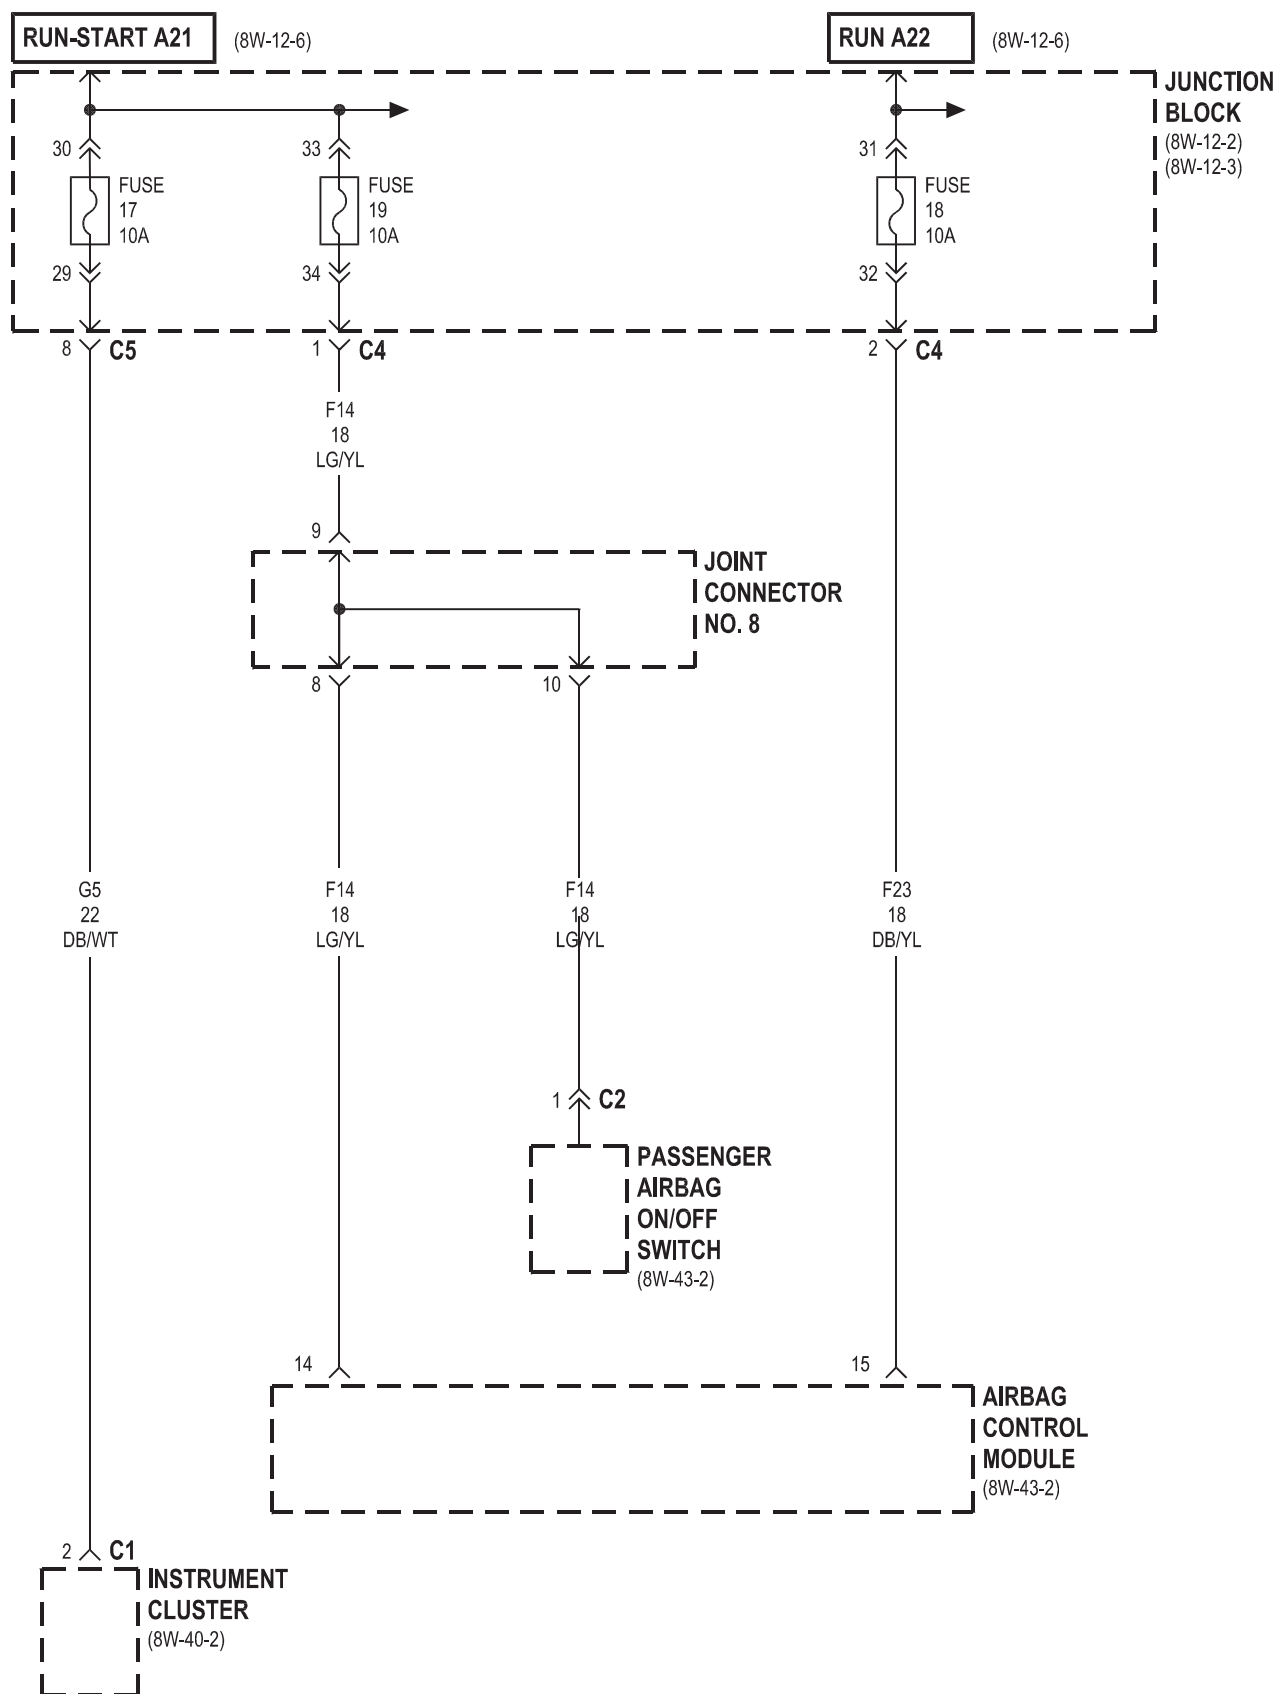 RUN-START A21 (8W-12-6)
RUN A22 (8W-12-6)
JUNCTION
BLOCK
(8W-12-2)
(8W-12-3)
30
33
31
FUSE
17
10A
FUSE
19
10A
FUSE
18
10A
29
34
32
8 C5
1 C4
2 C4
F14
18
LG/YL
9
JOINT
CONNECTOR
NO. 8
8
10
G5
22
DB/WT
F14
18
LG/YL
F14
18
LG/YL
F23
18
DB/YL
1 C2
PASSENGER
AIRBAG
ON/OFF
SWITCH
(8W-43-2)
14
15
AIRBAG
CONTROL
MODULE
(8W-43-2)
2 C1
INSTRUMENT
CLUSTER
(8W-40-2)